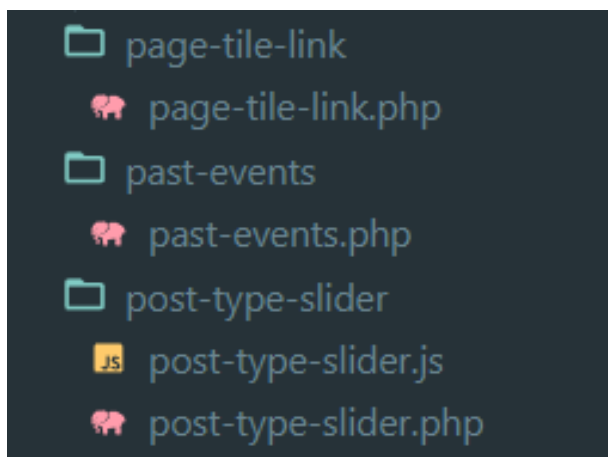 page-tile-link
page-tile-link.php
past-events
past-events.php
post-type-slider
JS post-type-slider.js
post-type-slider.php